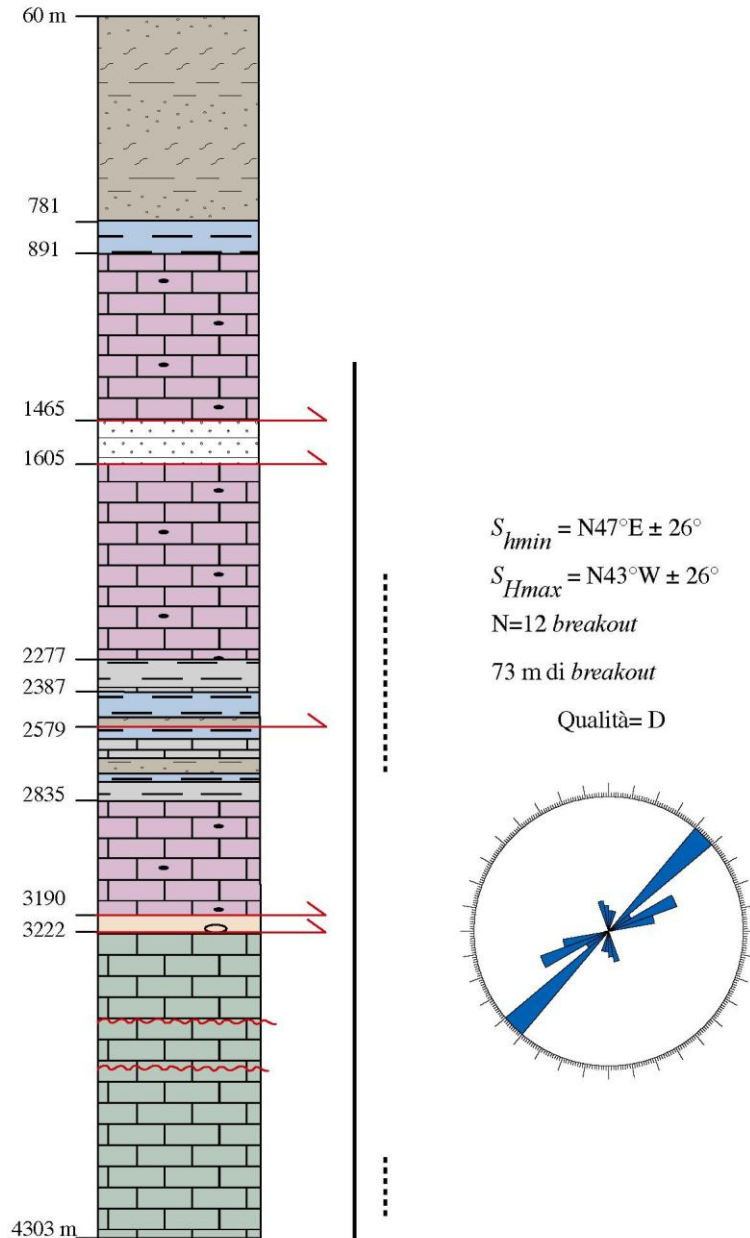 60 m
781
891
1465
1605
2277
2387
2579
2835
3190
3222
4303 m
S_hmin = N47°E ± 26°
S_Hmax = N43°W ± 26°
N=12 breakout
73 m di breakout
Qualità= D